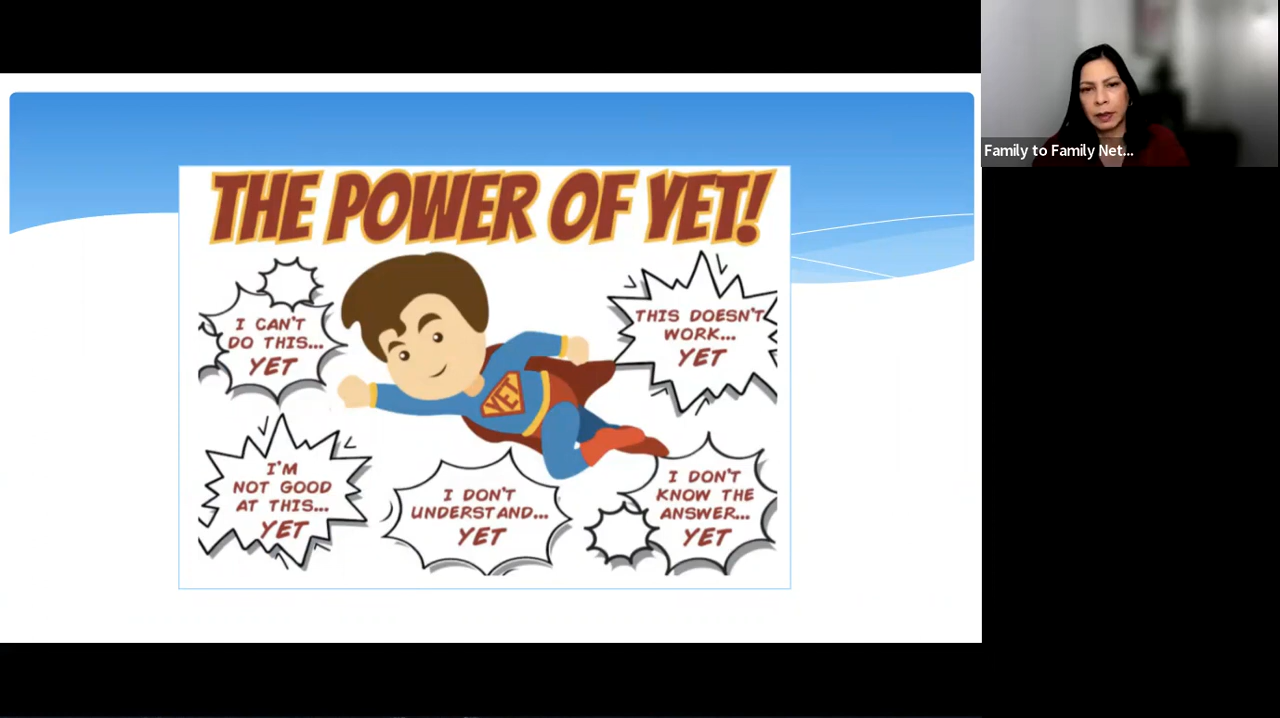 THE POWER OF YET!
I CAN'T
DO THIS...
YET
THIS DOESN'T
WORK...
YET
YET
I'M
NOT GOOD
AT THIS...
YET
I DON'T
UNDERSTAND...
YET
I DON'T
KNOW THE
ANSWER...
YET
Family to Family Net...